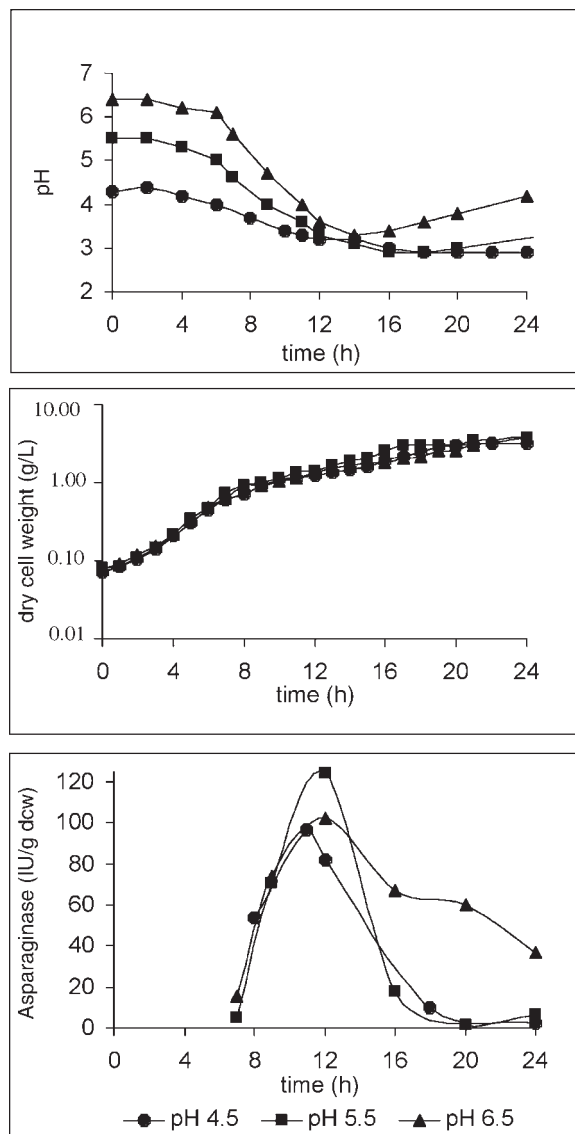 pH
7
6
5
4
3
2
0 4 8 12 16 20 24
time (h)
dry cell weight (g/L)
10.00
1.00
0.10
0.01
0 4 8 12 16 20 24
time (h)
Asparaginase (IU/g dcw)
120
100
80
60
40
20
0
0 4 8 12 16 20 24
time (h)
pH 4.5 pH 5.5 pH 6.5